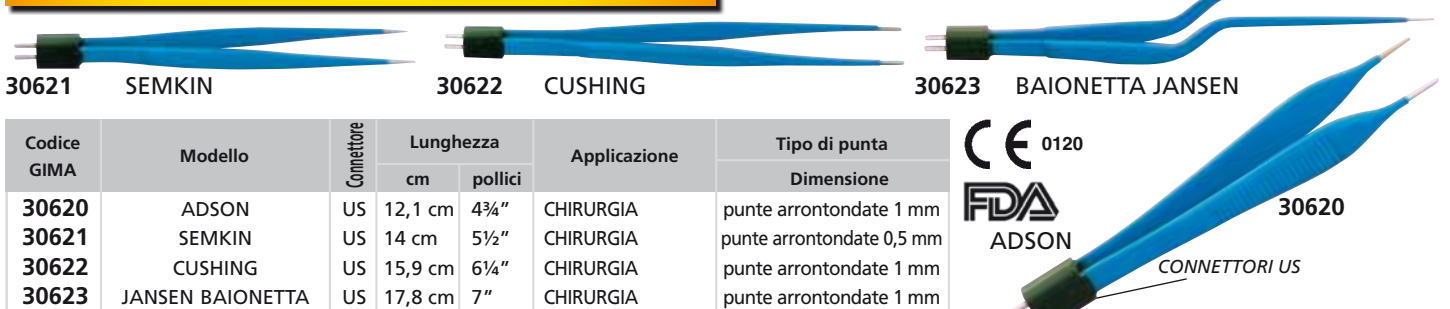 30621 SEMKIN
30622 CUSHING
30623 BAIONETTA JANSEN
Codice GIMA Modello Connettore Lunghezza Applicazione Tipo di punta
cm pollici Dimensione
30620 ADSON US 12,1 cm 4¾” CHIRURGIA punte arrontondate 1 mm
30621 SEMKIN US 14 cm 5½” CHIRURGIA punte arrontondate 0,5 mm
30622 CUSHING US 15,9 cm 6¼” CHIRURGIA punte arrontondate 1 mm
30623 JANSEN BAIONETTA US 17,8 cm 7” CHIRURGIA punte arrontondate 1 mm
CE 0120
FDA
ADSON
30620
CONNETTORI US